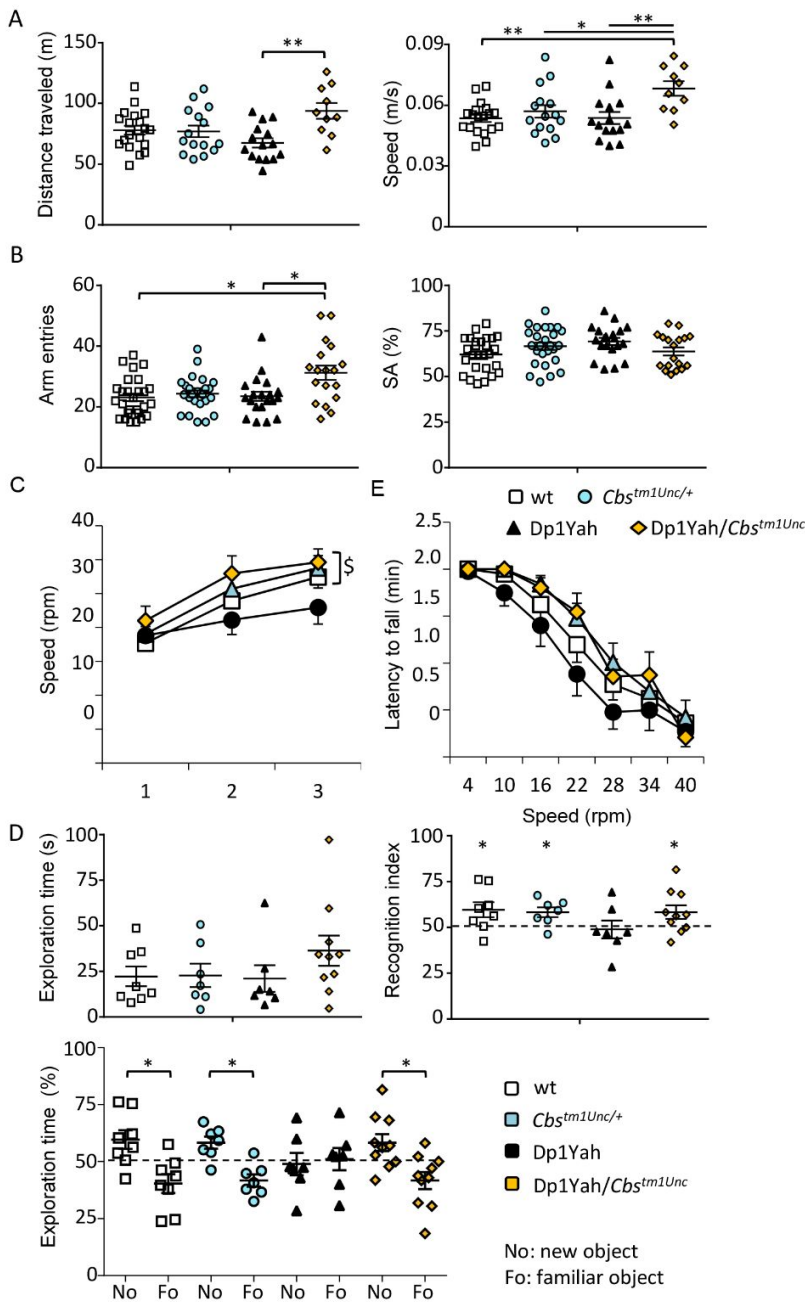 A
Distance traveled (m)
150
100
50
0
**
Speed (m/s)
0.09
0.06
0.03
0
** * **
B
Arm entries
60
40
20
0
* *
SA (%)
100
75
50
25
0
C
Speed (rpm)
40
30
20
10
0
$
1 2 3
E
wt Cbstm1Unc/+
Dp1Yah Dp1Yah/Cbstm1Unc
Latency to fall (min)
2.5
2.0
1.5
1.0
0.5
0
4 10 16 22 28 34 40
Speed (rpm)
D
Exploration time (s)
100
50
25
0
Recognition index
100
75
50
25
0
* * *
Exploration time (%)
100
75
50
25
0
* * *
No Fo No Fo No Fo No Fo
wt
Cbstm1Unc/+
Dp1Yah
Dp1Yah/Cbstm1Unc
No: new object
Fo: familiar object